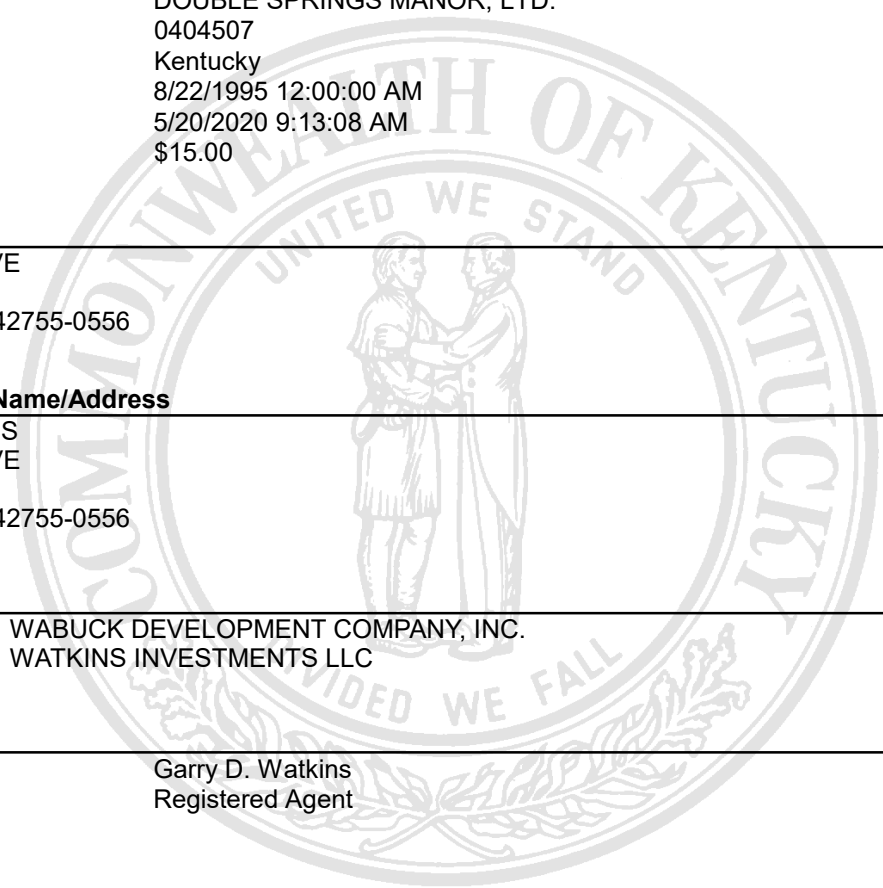 DOUBLE SPRINGS MANOR, LTD.
0404507
Kentucky
8/22/1995 12:00:00 AM
5/20/2020 9:13:08 AM
$15.00
COMMONWEALTH OF KENTUCKY
UNITED WE STAND
VE
42755-0556
Name/Address
S
VE
42755-0556
WABUCK DEVELOPMENT COMPANY, INC.
WATKINS INVESTMENTS LLC
DIVIDED WE FALL
Garry D. Watkins
Registered Agent